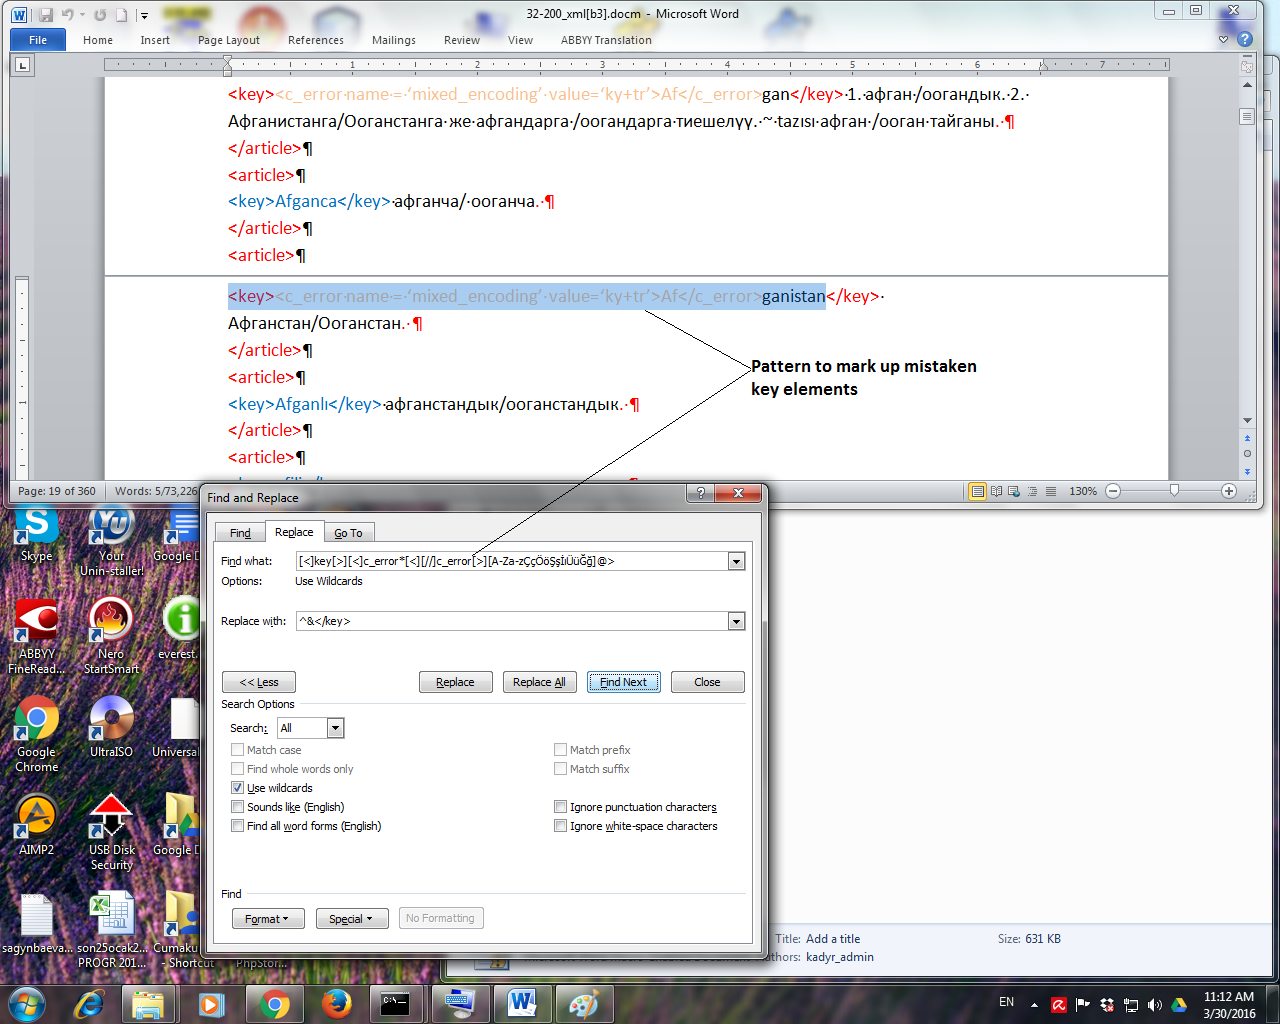 32-200_xml[b3].docm - Microsoft Word
File Home Insert Page Layout References Mailings Review View ABBYY Translation
1 2 3 4 5 6 7
<key><c_error·name·=·‘mixed_encoding’·value=‘ky+tr’>Af</c_error>gan</key>·1.·афган·/оогандык.·2.·
Афганистанга/Ооганстанга·же·афгандарга·/оогандарга·тиешелүү.·~·tazısı·афган·/ооган·тайганы.·¶
</article>¶
<article>¶
<key>Afganca</key>·афганча/·ооганча.·¶
</article>¶
<article>¶
<key><c_error·name·=·‘mixed_encoding’·value=‘ky+tr’>Af</c_error>ganistan</key>·
Афганстан/Ооганстан.·¶
</article>¶
<article>¶
<key>Afganlı</key>·афганстандык/ооганстандык.·¶
</article>¶
<article>¶
Pattern to mark up mistaken
key elements
Page: 19 of 360 Words: 5/73,226 130%
Find and Replace
Find Replace Go To
Find what: [<]key[>][<]c_error*[<][//]c_error[>][A-Za-zÇçÖöŞşİıÜüĞğ]@>
Options: Use Wildcards
Replace with: ^&</key>
<< Less Replace Replace All Find Next Close
Search Options
Search: All
Match case Match prefix
Find whole words only Match suffix
Use wildcards
Sounds like (English) Ignore punctuation characters
Find all word forms (English) Ignore white-space characters
Find
Format Special No Formatting
Skype Your Google D
Unin-staller!
ABBYY Nero everest.
FineRead... StartSmart
Google UltraISO Universal
Chrome
AIMP2 USB Disk Google D
Security
sagynbaeva... son25ocak2... Cumaku
PROGR 201... - Shortcut PhpStor...
Title: Add a title Size: 631 KB
uthors: kadyr_admin
EN 11:12 AM
3/30/2016